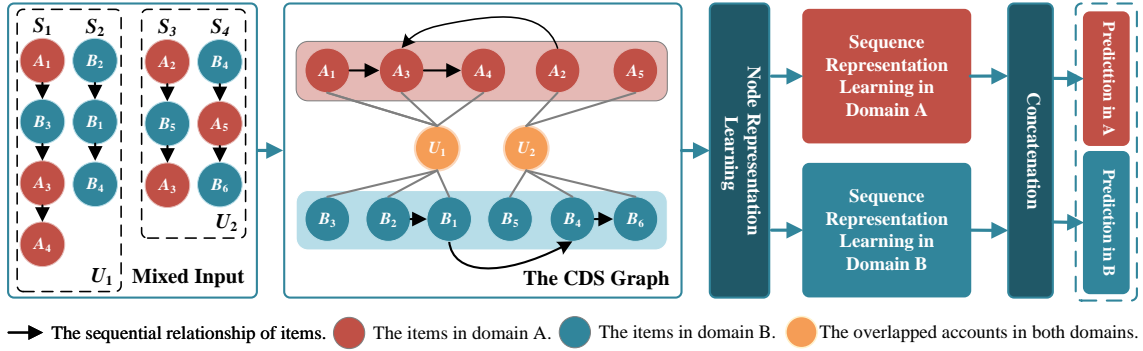 S1 S2 S3 S4
A1 B2 A2 B4
B3 B1 B5 A5
A3 B4 A3 B6
A4
U2
U1
Mixed Input
A1 A3 A4 A2 A5
U1 U2
B3 B2 B1 B5 B4 B6
The CDS Graph
Node Representation
Learning
Sequence
Representation
Learning in
Domain A
Sequence
Representation
Learning in
Domain B
Concatenation
Predicttion in A
Prediction in B
The sequential relationship of items.
The items in domain A.
The items in domain B.
The overlapped accounts in both domains.